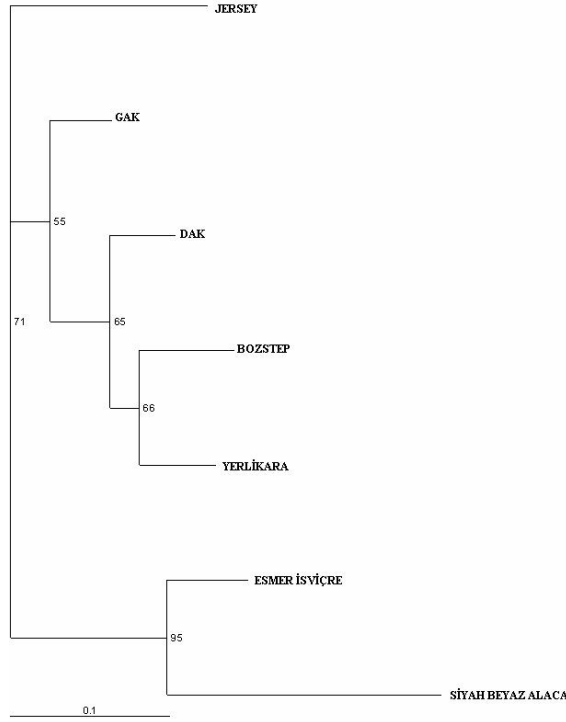 JERSEY
GAK
55
DAK
71
65
BOZSTEP
66
YERLİKARA
ESMER İSVİÇRE
95
SİYAH BEYAZ ALACA
0.1